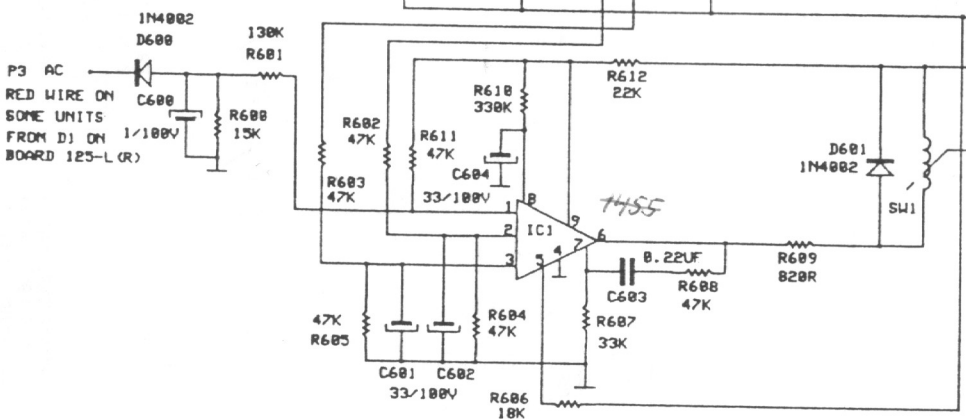 1N4002
D600
130K
R601
P3 AC
RED WIRE ON
SOME UNITS
FROM D1 ON
BOARD 125-L(R)
C600
1/100V
R600
15K
R602
47K
R603
47K
R611
47K
R610
330K
C604
33/100V
R612
22K
D601
1N4002
SW1
1455
IC1
1
2
3
8
9
6
7
5
4
0.22UF
C603
R608
47K
R609
820R
R607
33K
47K
R605
C601
C602
33/100V
R604
47K
R606
18K